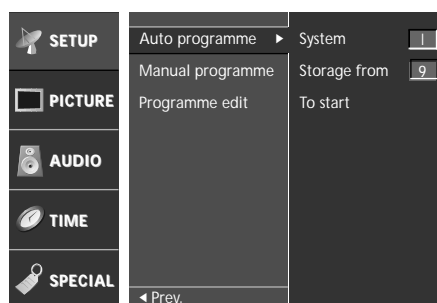 SETUP
PICTURE
AUDIO
TIME
SPECIAL
Auto programme ▶
Manual programme
Programme edit
◀ Prev.
System I
Storage from 9
To start